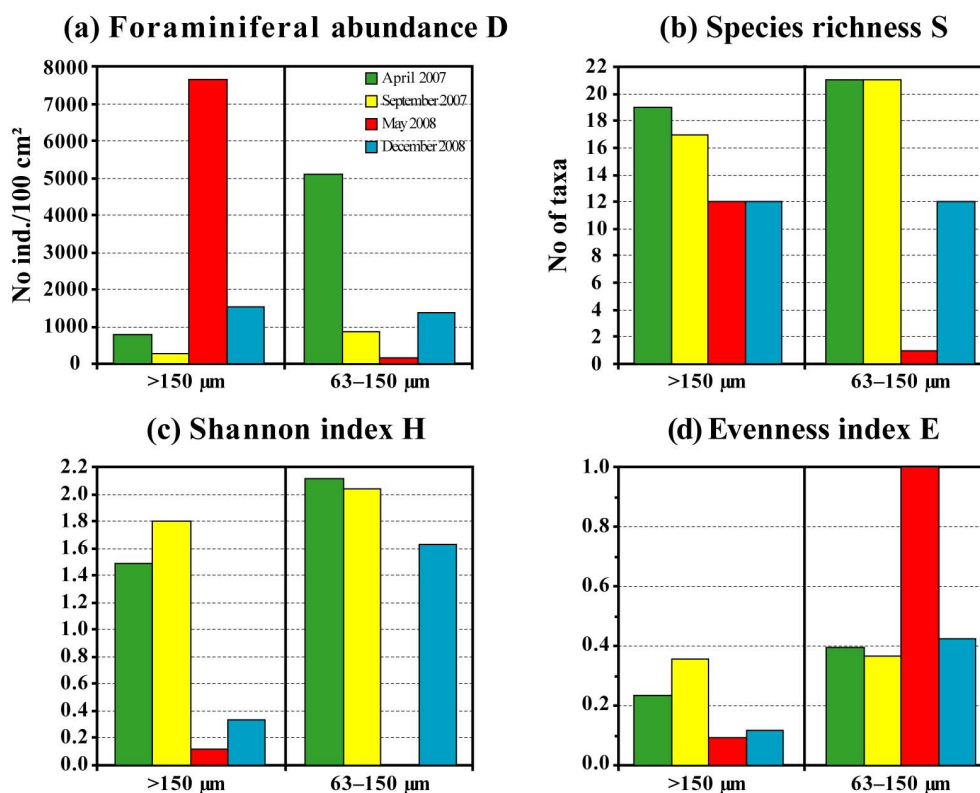 (a) Foraminiferal abundance D
No ind./100 cm²
8000
7000
6000
5000
4000
3000
2000
1000
0
April 2007
September 2007
May 2008
December 2008
>150 µm
63–150 µm
(b) Species richness S
No of taxa
22
20
18
16
14
12
10
8
6
4
2
0
>150 µm
63–150 µm
(c) Shannon index H
2.2
2.0
1.8
1.6
1.4
1.2
1.0
0.8
0.6
0.4
0.2
0.0
>150 µm
63–150 µm
(d) Evenness index E
1.0
0.8
0.6
0.4
0.2
0.0
>150 µm
63–150 µm